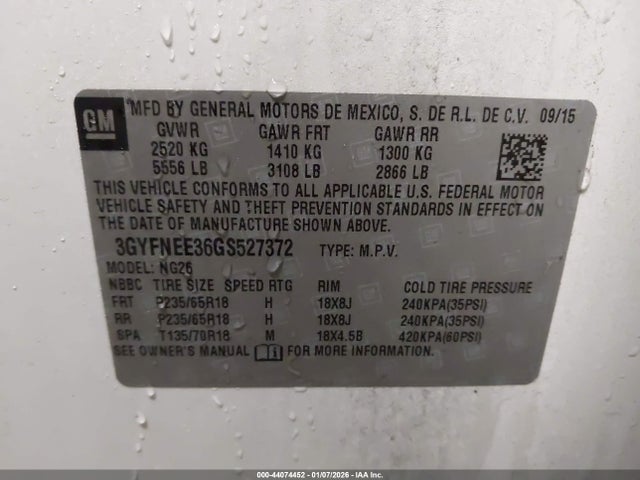 GM
"MFD BY GENERAL MOTORS DE MEXICO, S. DE R.L. DE C.V. 09/15
GVWR GAWR FRT GAWR RR
2520 KG 1410 KG 1300 KG
5556 LB 3108 LB 2866 LB
THIS VEHICLE CONFORMS TO ALL APPLICABLE U.S. FEDERAL MOTOR
VEHICLE SAFETY AND THEFT PREVENTION STANDARDS IN EFFECT ON
THE DATE OF MANUFACTURE SHOWN ABOVE.
3GYFNEE36GS527372 TYPE: M.P.V.
MODEL: NG26
NBBC TIRE SIZE SPEED RTG RIM COLD TIRE PRESSURE
FRT P235/65R18 H 18X8J 240KPA(35PSI)
RR P235/65R18 H 18X8J 240KPA(35PSI)
SPA T135/70R18 M 18X4.5B 420KPA(60PSI)
SEE OWNER'S MANUAL FOR MORE INFORMATION
000-44074452 - 01/07/2026 - IAA Inc.